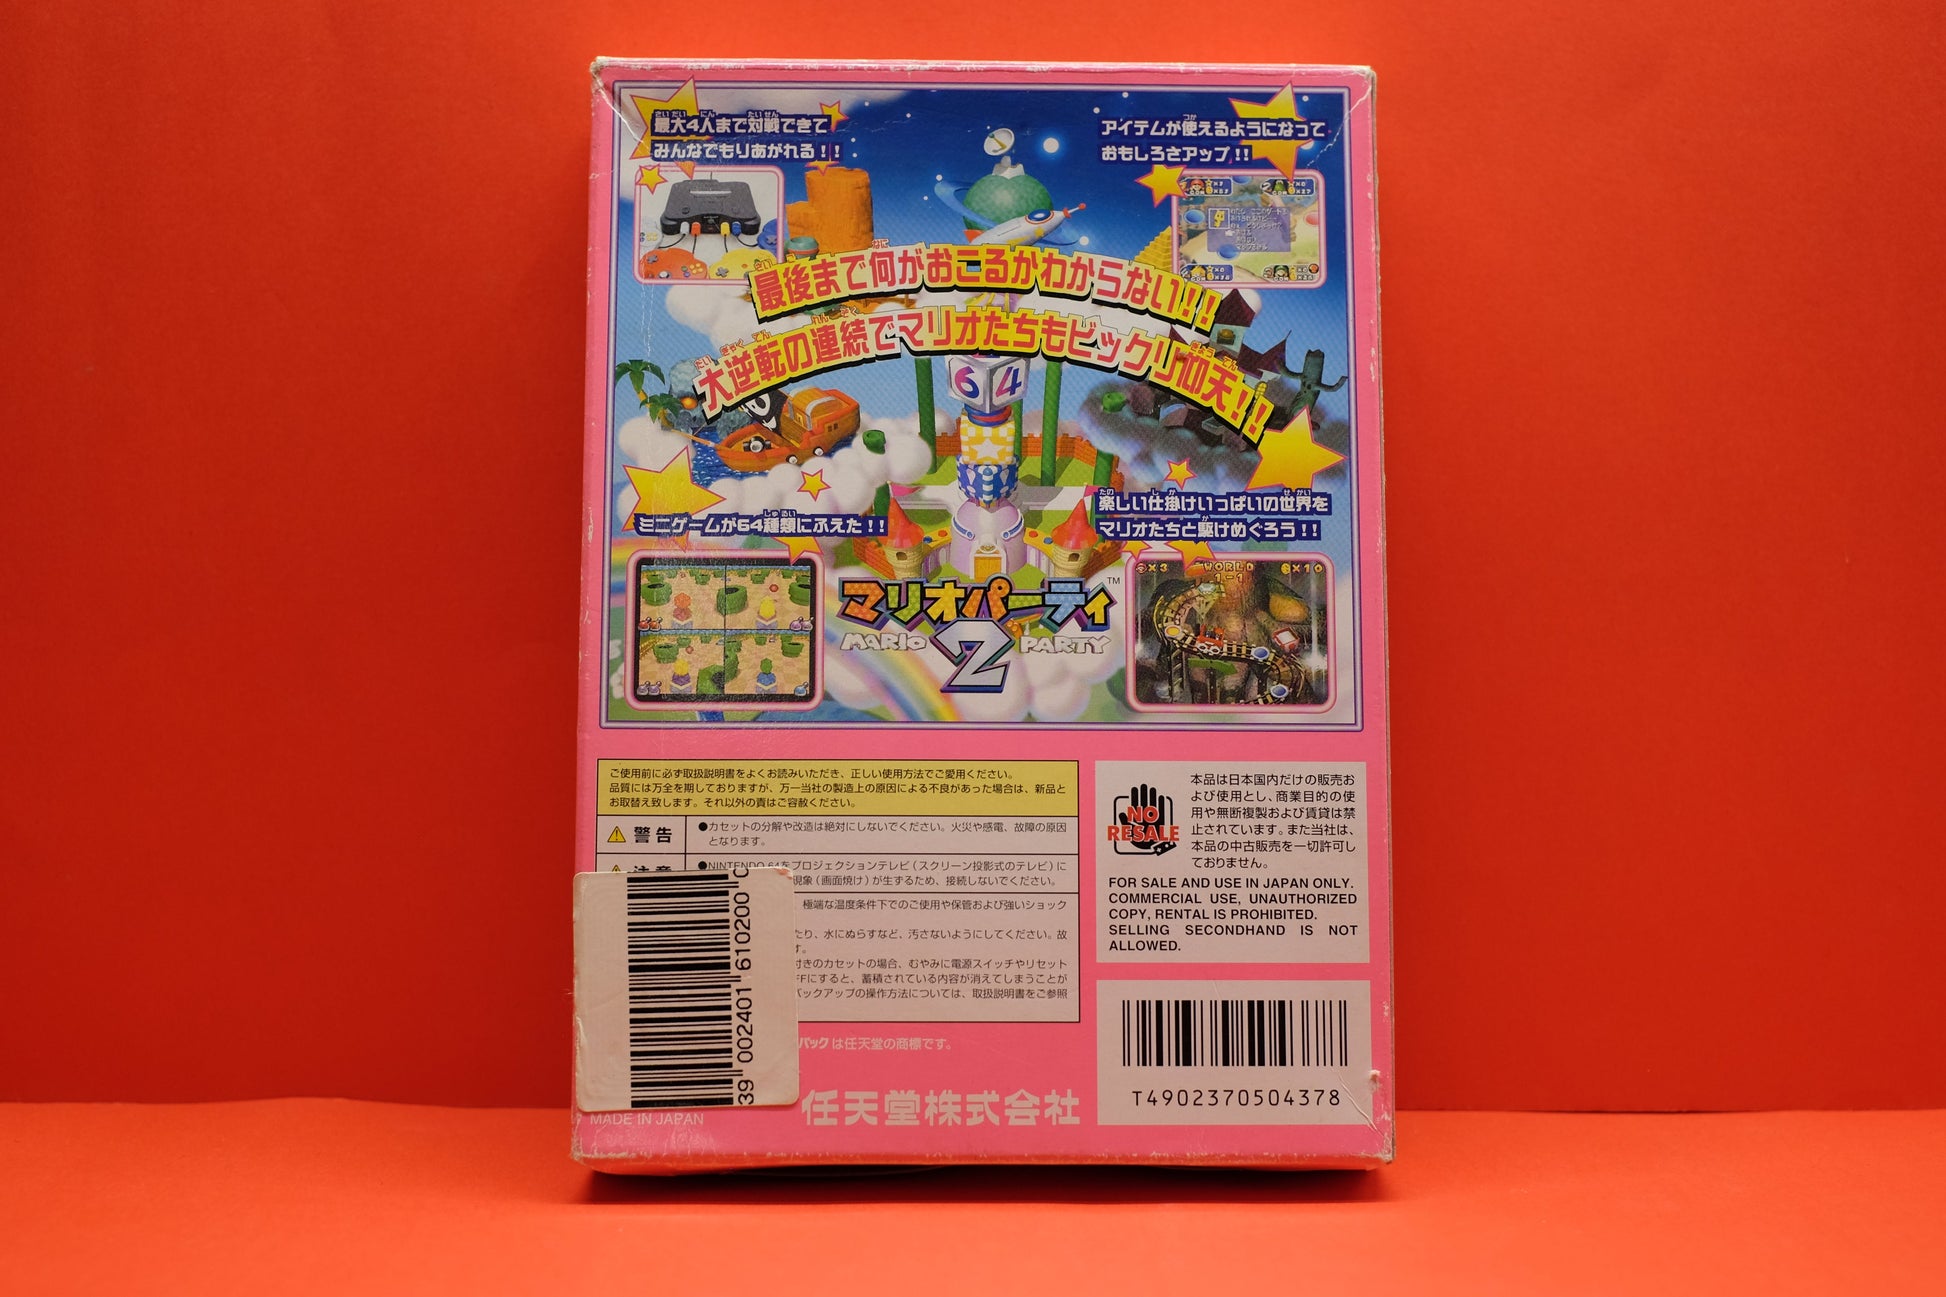 最大4人まで対戦できて
みんなでもりあがれる!!
アイテムが使えるようになって
おもしろさアップ!!
最後まで何がおこるかわからない!!
大逆転の連続でマリオたちもビックリ仰天!!
64
ミニゲームが64種類にふえた!!
楽しい仕掛けいっぱいの世界を
マリオたちと駆けめぐろう!!
×3 WORLD ×10
1-1
マリオパーティ™
MARIO 2 PARTY
ご使用前に必ず取扱説明書をよくお読みいただき、正しい使用方法でご愛用ください。
品質には万全を期しておりますが、万一当社の製造上の原因による不良があった場合は、新品と
お取替え致します。それ以外の責はご容赦ください。
警告
●カセットの分解や改造は絶対にしないでください。火災や感電、故障の原因
となります。
注意
●NINTENDO 64をプロジェクションテレビ(スクリーン投影式のテレビ)に
現象(画面焼け)が生ずるため、接続しないでください。
極端な温度条件下でのご使用や保管および強いショック
たり、水にぬらすなど、汚さないようにしてください。故
す。
付きのカセットの場合、むやみに電源スイッチやリセット
FFにすると、蓄積されている内容が消えてしまうことが
バックアップの操作方法については、取扱説明書をご参照
パックは任天堂の商標です。
39 002401 610200 0
MADE IN JAPAN
任天堂株式会社
NO
RESALE
本品は日本国内だけの販売お
よび使用とし、商業目的の使
用や無断複製および賃貸は禁
止されています。また当社は、
本品の中古販売を一切許可し
ておりません。
FOR SALE AND USE IN JAPAN ONLY.
COMMERCIAL USE, UNAUTHORIZED
COPY, RENTAL IS PROHIBITED.
SELLING SECONDHAND IS NOT
ALLOWED.
T4902370504378